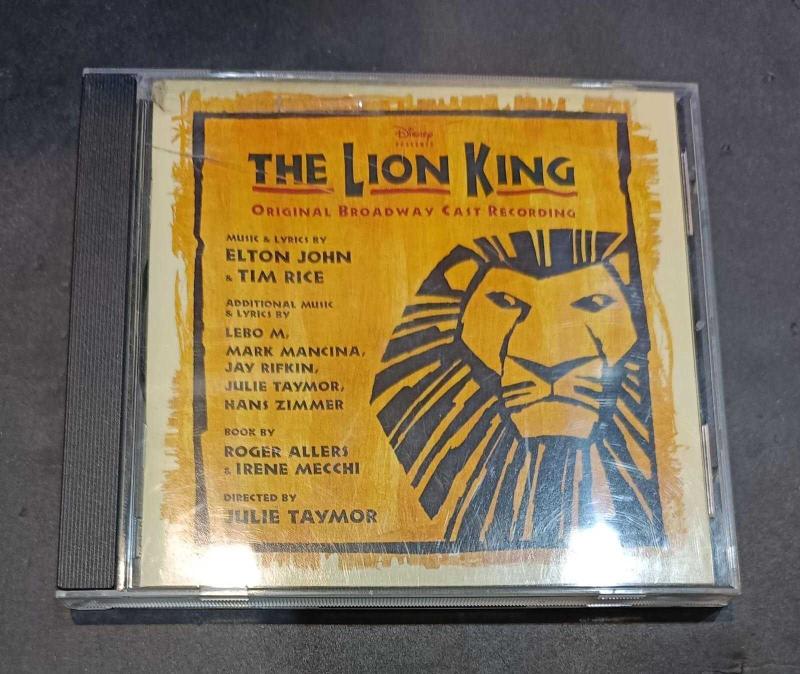 Disney
PRESENTS
THE LION KING
ORIGINAL BROADWAY CAST RECORDING
MUSIC & LYRICS BY
ELTON JOHN
& TIM RICE
ADDITIONAL MUSIC
& LYRICS BY
LEBO M,
MARK MANCINA,
JAY RIFKIN,
JULIE TAYMOR,
HANS ZIMMER
BOOK BY
ROGER ALLERS
& IRENE MECCHI
DIRECTED BY
JULIE TAYMOR